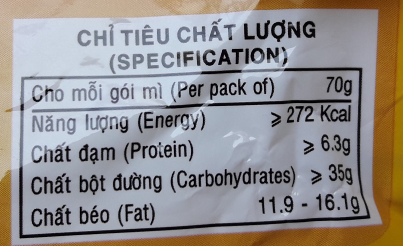 CHỈ TIÊU CHẤT LƯỢNG
(SPECIFICATION)
Cho mỗi gói mì (Per pack of) 70g
Năng lượng (Energy) ⩾ 272 Kcal
Chất đạm (Protein) ⩾ 6.3g
Chất bột đường (Carbohydrates) ⩾ 35g
Chất béo (Fat) 11.9 - 16.1g